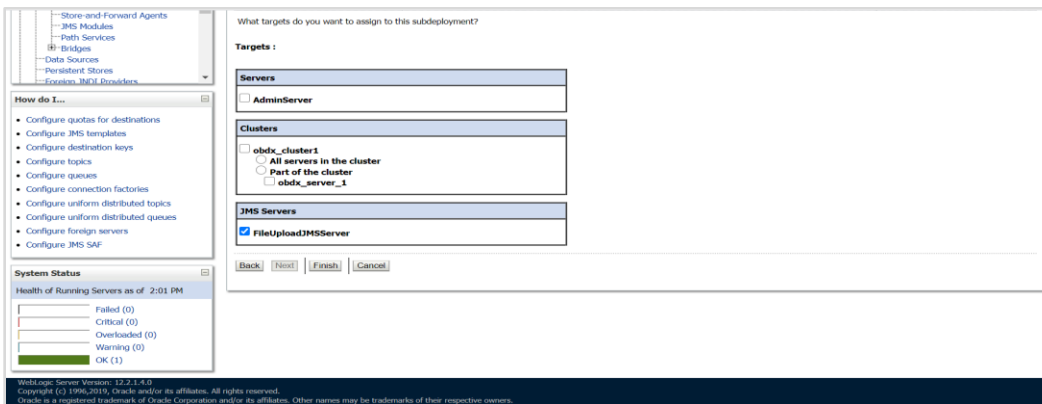 Store-and-Forward Agents
JMS Modules
Path Services
Bridges
Data Sources
Persistent Stores
Foreign JNDI Providers
How do I...
Configure quotas for destinations
Configure JMS templates
Configure destination keys
Configure topics
Configure queues
Configure connection factories
Configure uniform distributed topics
Configure uniform distributed queues
Configure foreign servers
Configure JMS SAF
System Status
Health of Running Servers as of 2:01 PM
Failed (0)
Critical (0)
Overloaded (0)
Warning (0)
OK (1)
What targets do you want to assign to this subdeployment?
Targets :
Servers
AdminServer
Clusters
obdx_cluster1
All servers in the cluster
Part of the cluster
obdx_server_1
JMS Servers
FileUploadJMSServer
Back Next Finish Cancel
WebLogic Server Version: 12.2.1.4.0
Copyright (c) 1996,2019, Oracle and/or its affiliates. All rights reserved.
Oracle is a registered trademark of Oracle Corporation and/or its affiliates. Other names may be trademarks of their respective owners.